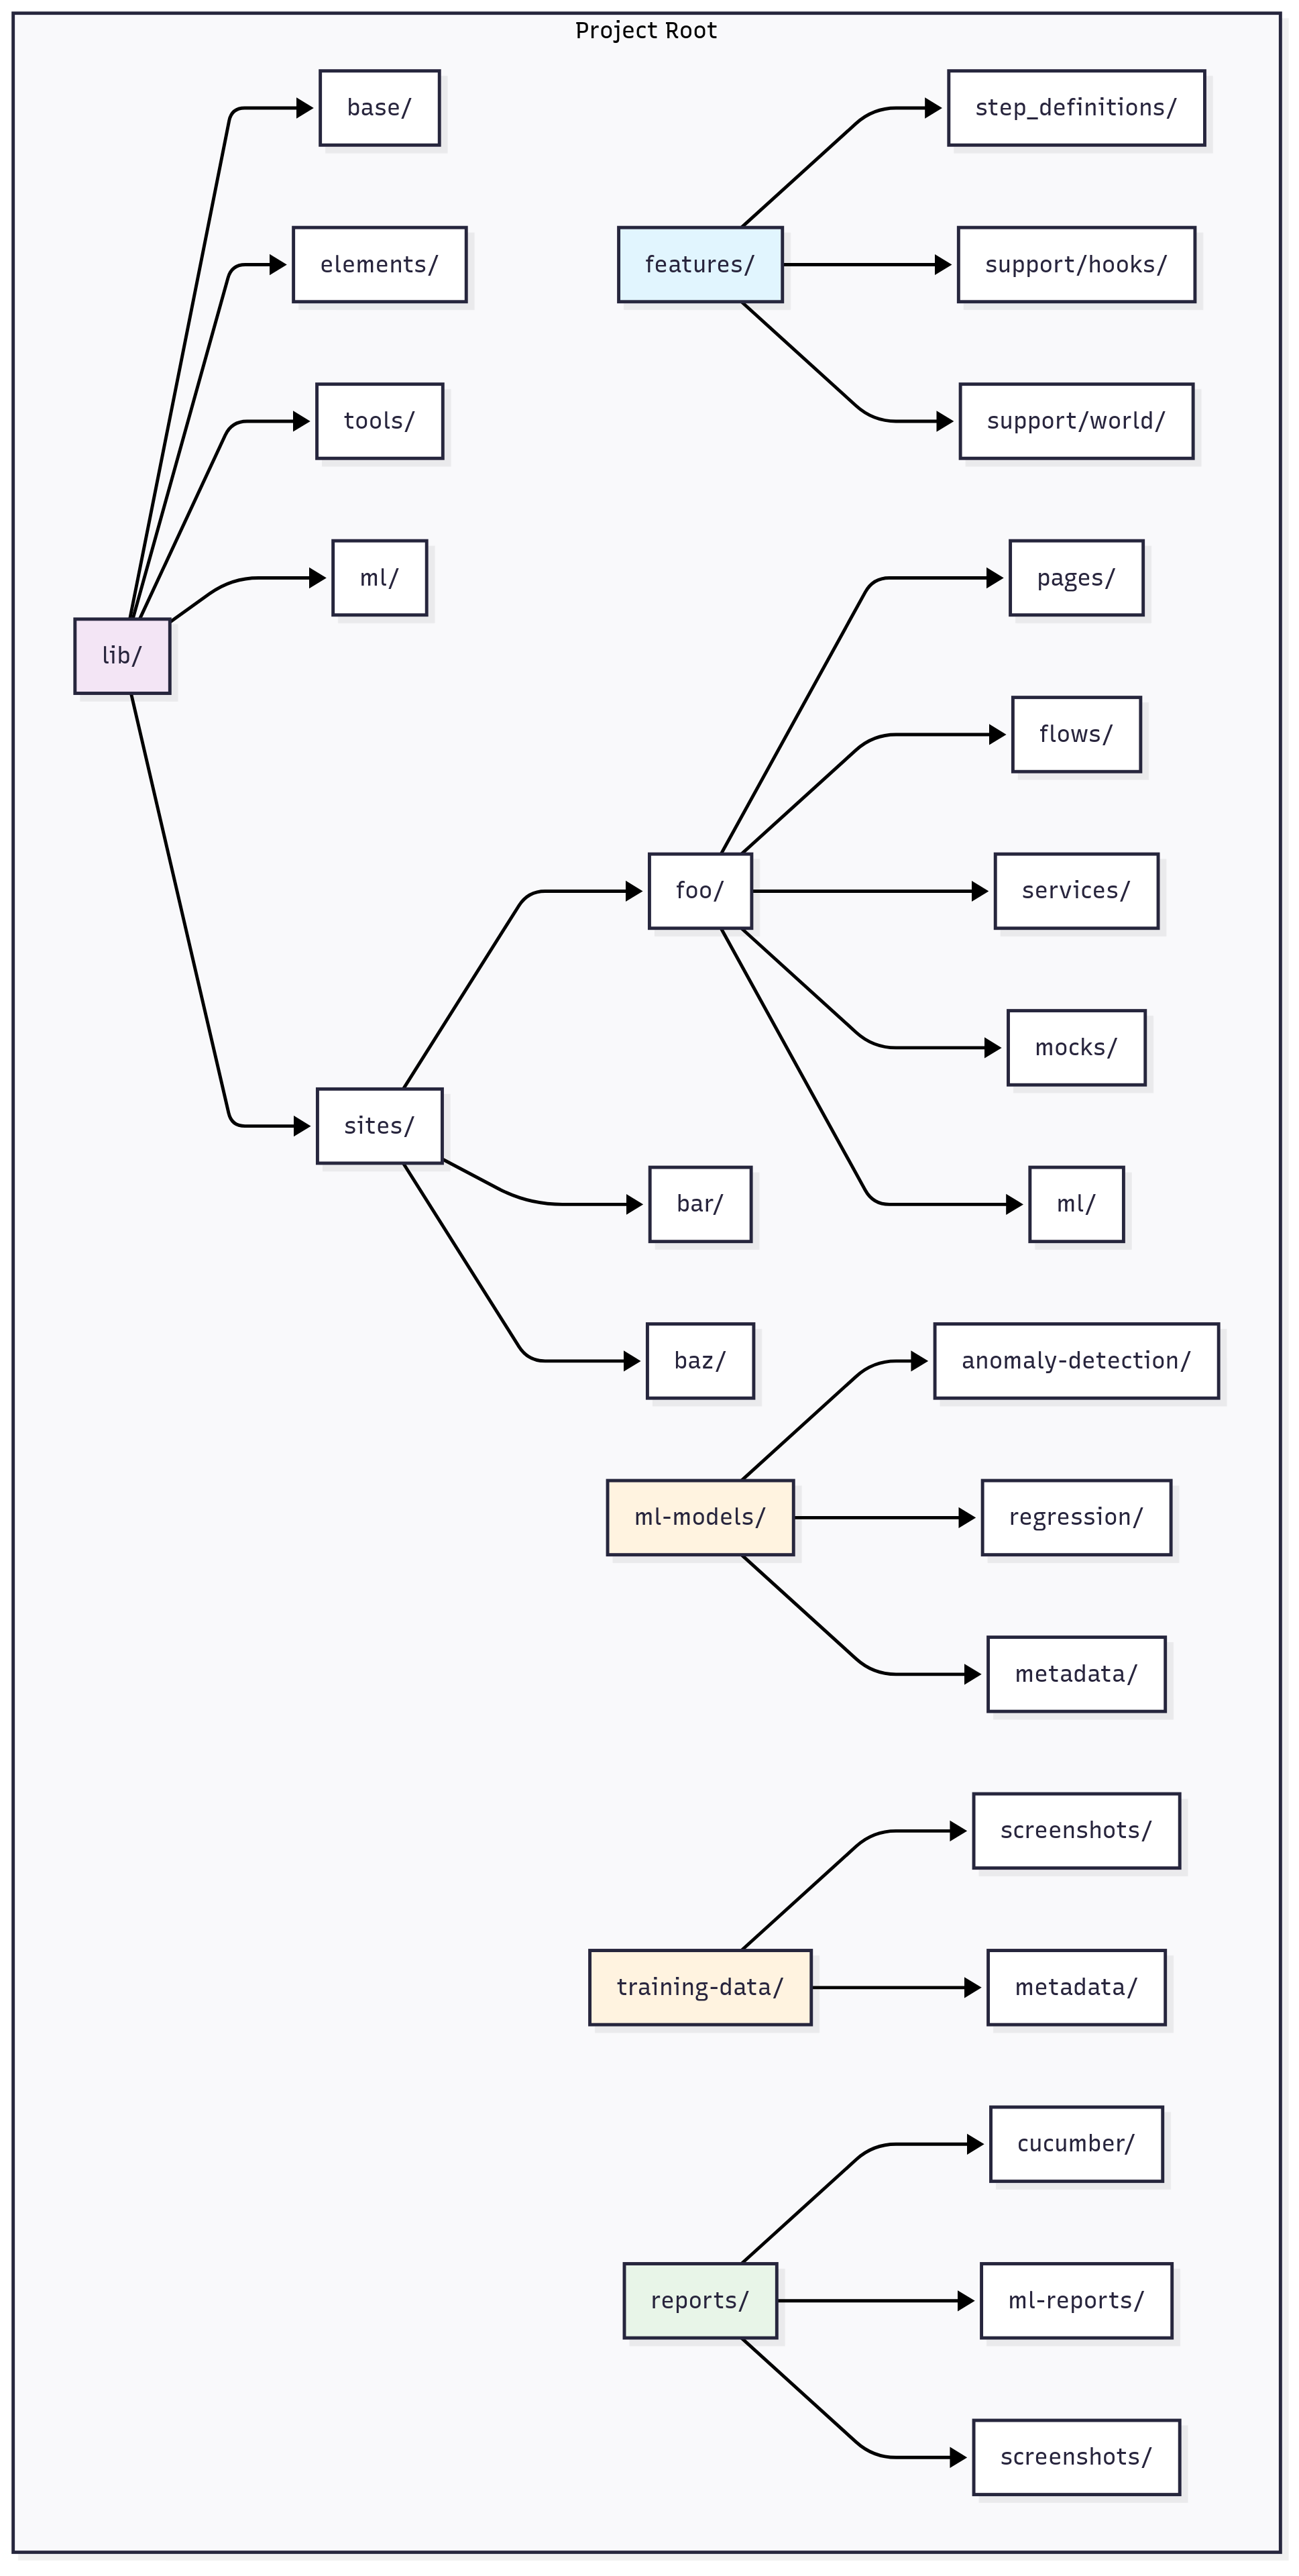 Project Root
base/
step_definitions/
elements/
features/
support/hooks/
tools/
support/world/
ml/
pages/
lib/
flows/
foo/
services/
mocks/
sites/
bar/
ml/
baz/
anomaly-detection/
ml-models/
regression/
metadata/
screenshots/
training-data/
metadata/
cucumber/
reports/
ml-reports/
screenshots/